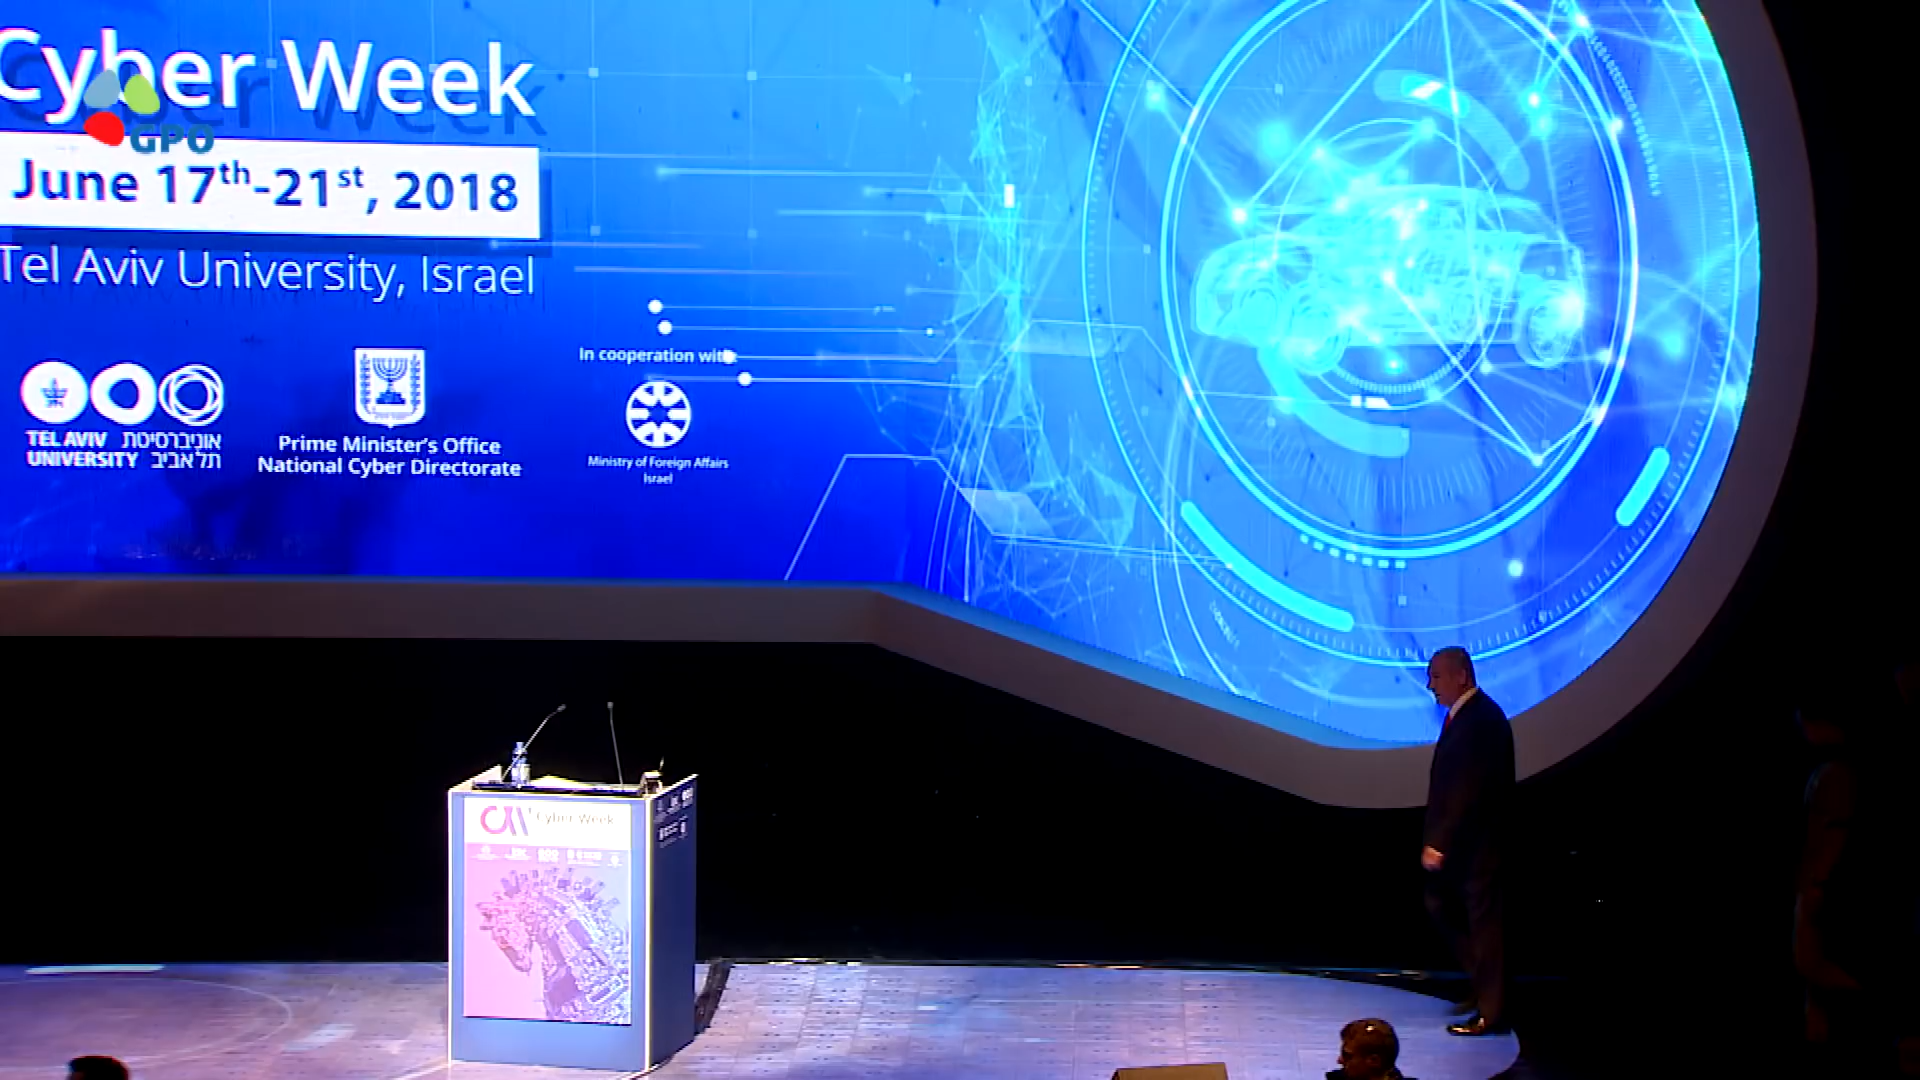 Cyber Week
GPO
June 17th-21st, 2018
Tel Aviv University, Israel
In cooperation with
TEL AVIV אוניברסיטת
UNIVERSITY תל אביב
Prime Minister's Office
National Cyber Directorate
Ministry of Foreign Affairs
Israel
Cyber Week